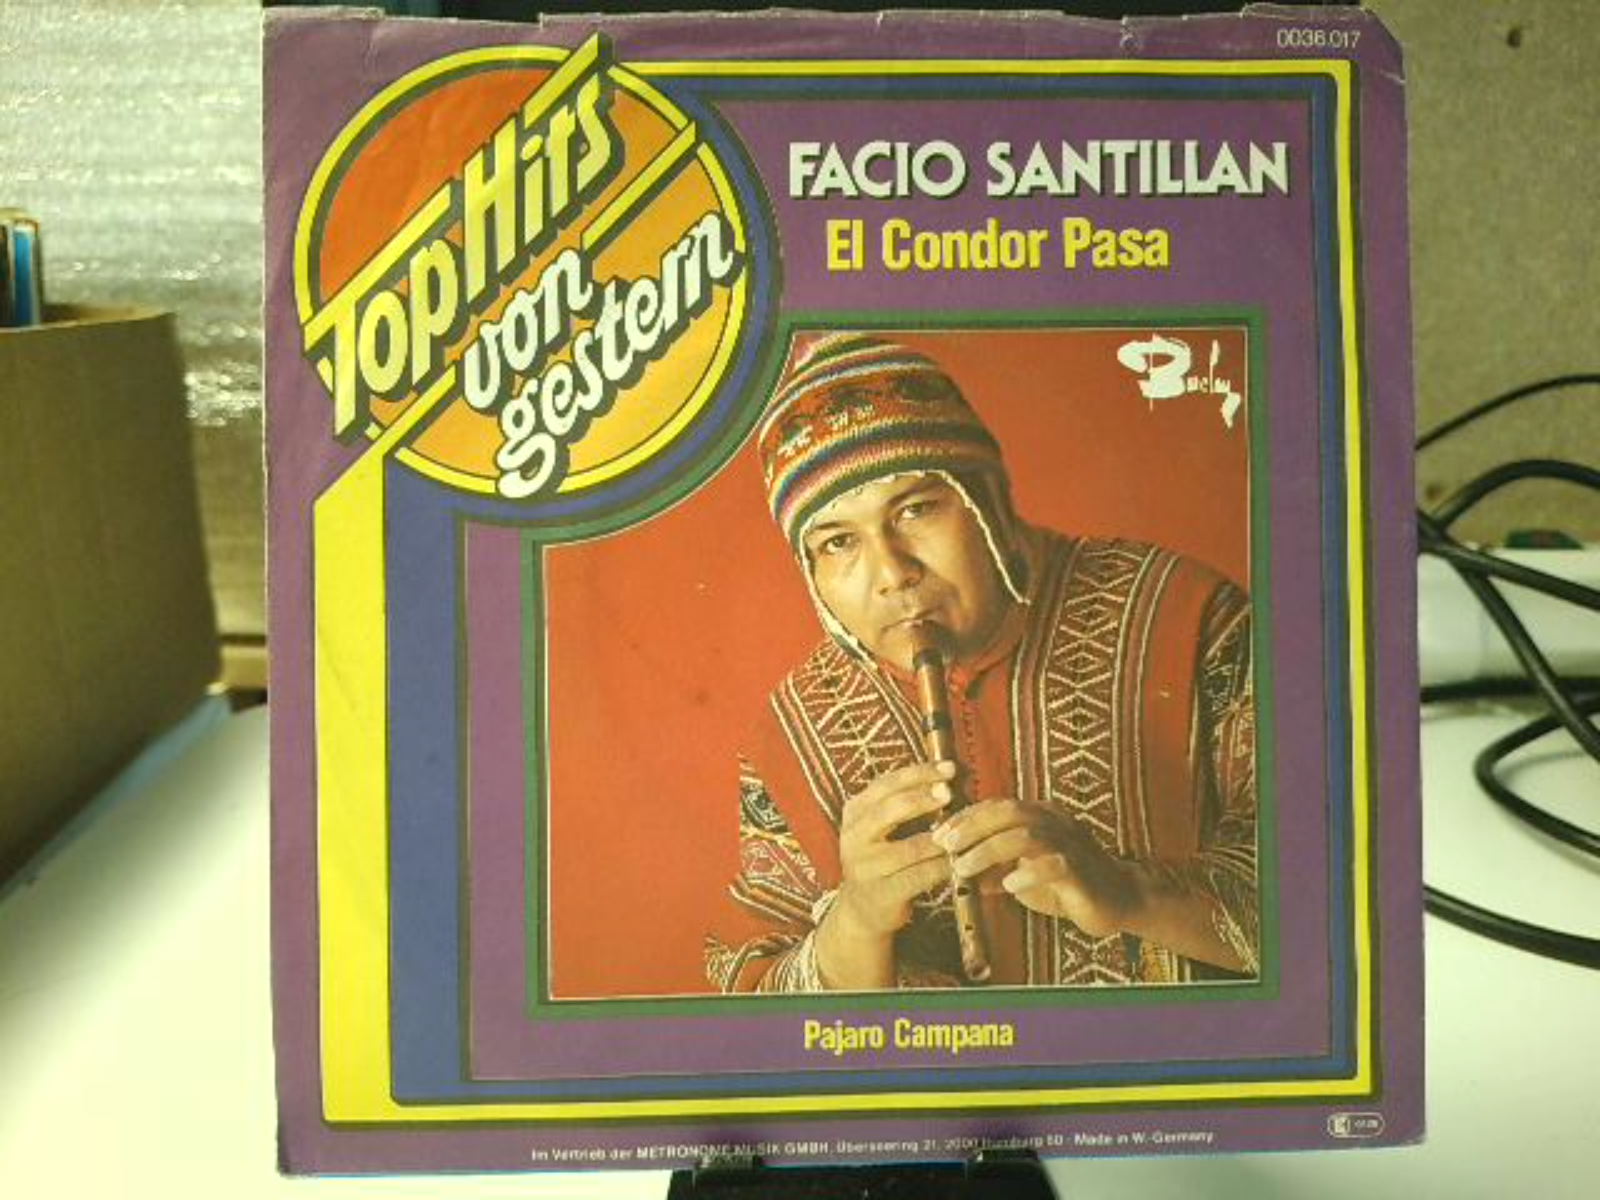 0036.017
Top Hits
von
gestern
FACIO SANTILLAN
El Condor Pasa
Barclay
Pajaro Campana
Im Vertrieb der METRONOME MUSIK GMBH, Überseering 21, 2000 Hamburg 60 · Made in W.-Germany